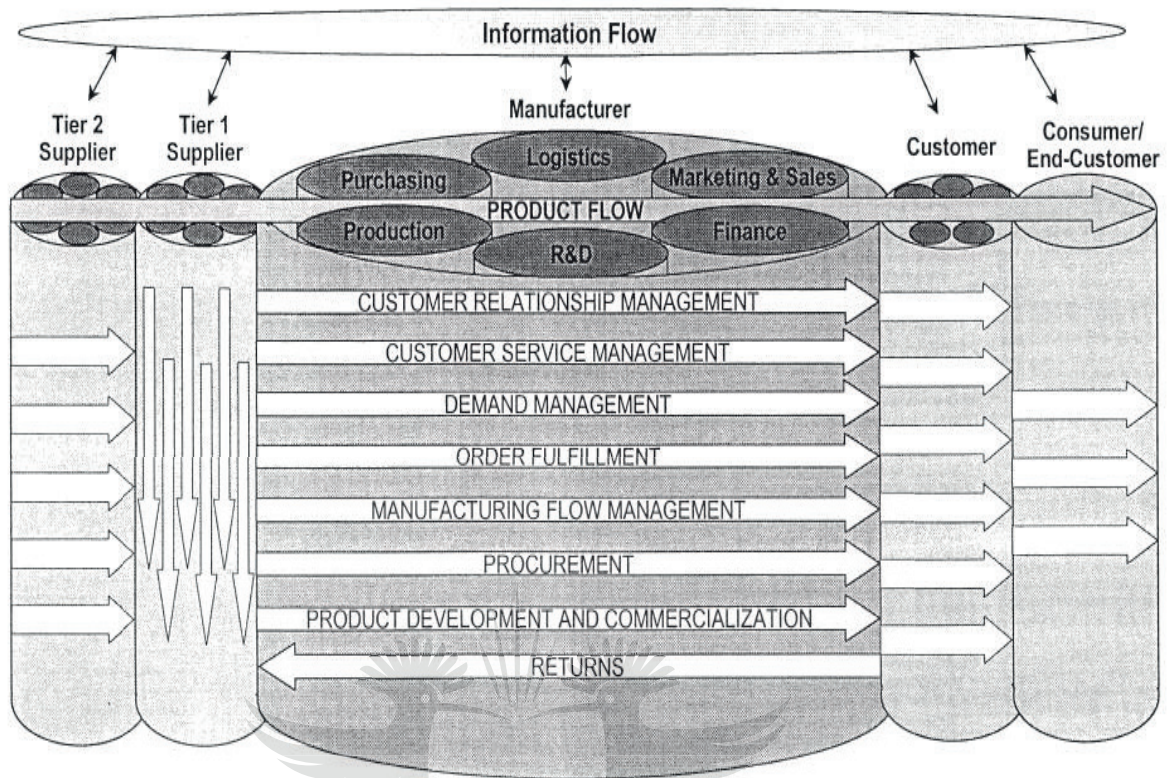 Information Flow
Manufacturer
Tier 2
Supplier
Tier 1
Supplier
Customer
Consumer/
End-Customer
Logistics
Purchasing
Marketing & Sales
PRODUCT FLOW
Production
Finance
R&D
CUSTOMER RELATIONSHIP MANAGEMENT
CUSTOMER SERVICE MANAGEMENT
DEMAND MANAGEMENT
ORDER FULFILLMENT
MANUFACTURING FLOW MANAGEMENT
PROCUREMENT
PRODUCT DEVELOPMENT AND COMMERCIALIZATION
RETURNS